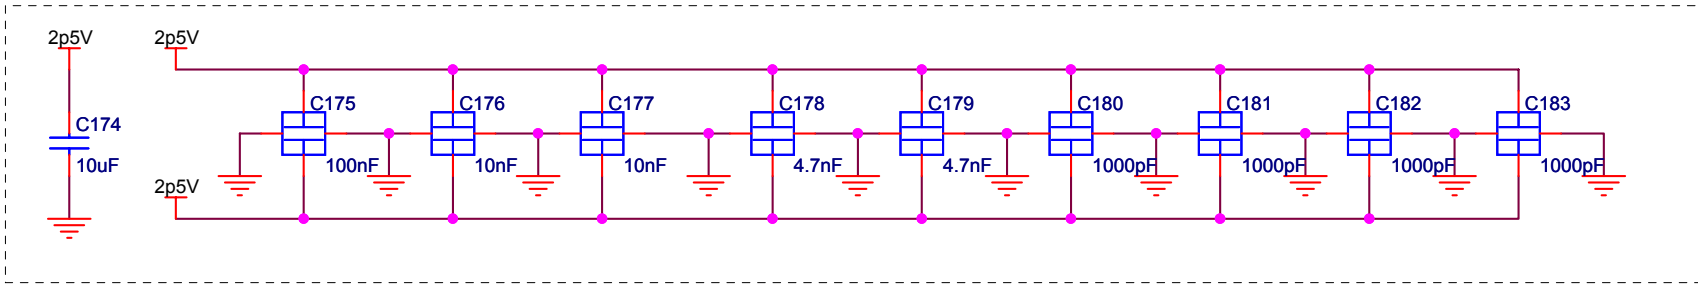 2p5V 2p5V
C175 C176 C177 C178 C179 C180 C181 C182 C183
C174
10uF 100nF 10nF 10nF 4.7nF 4.7nF 1000pF 1000pF 1000pF 1000pF
2p5V